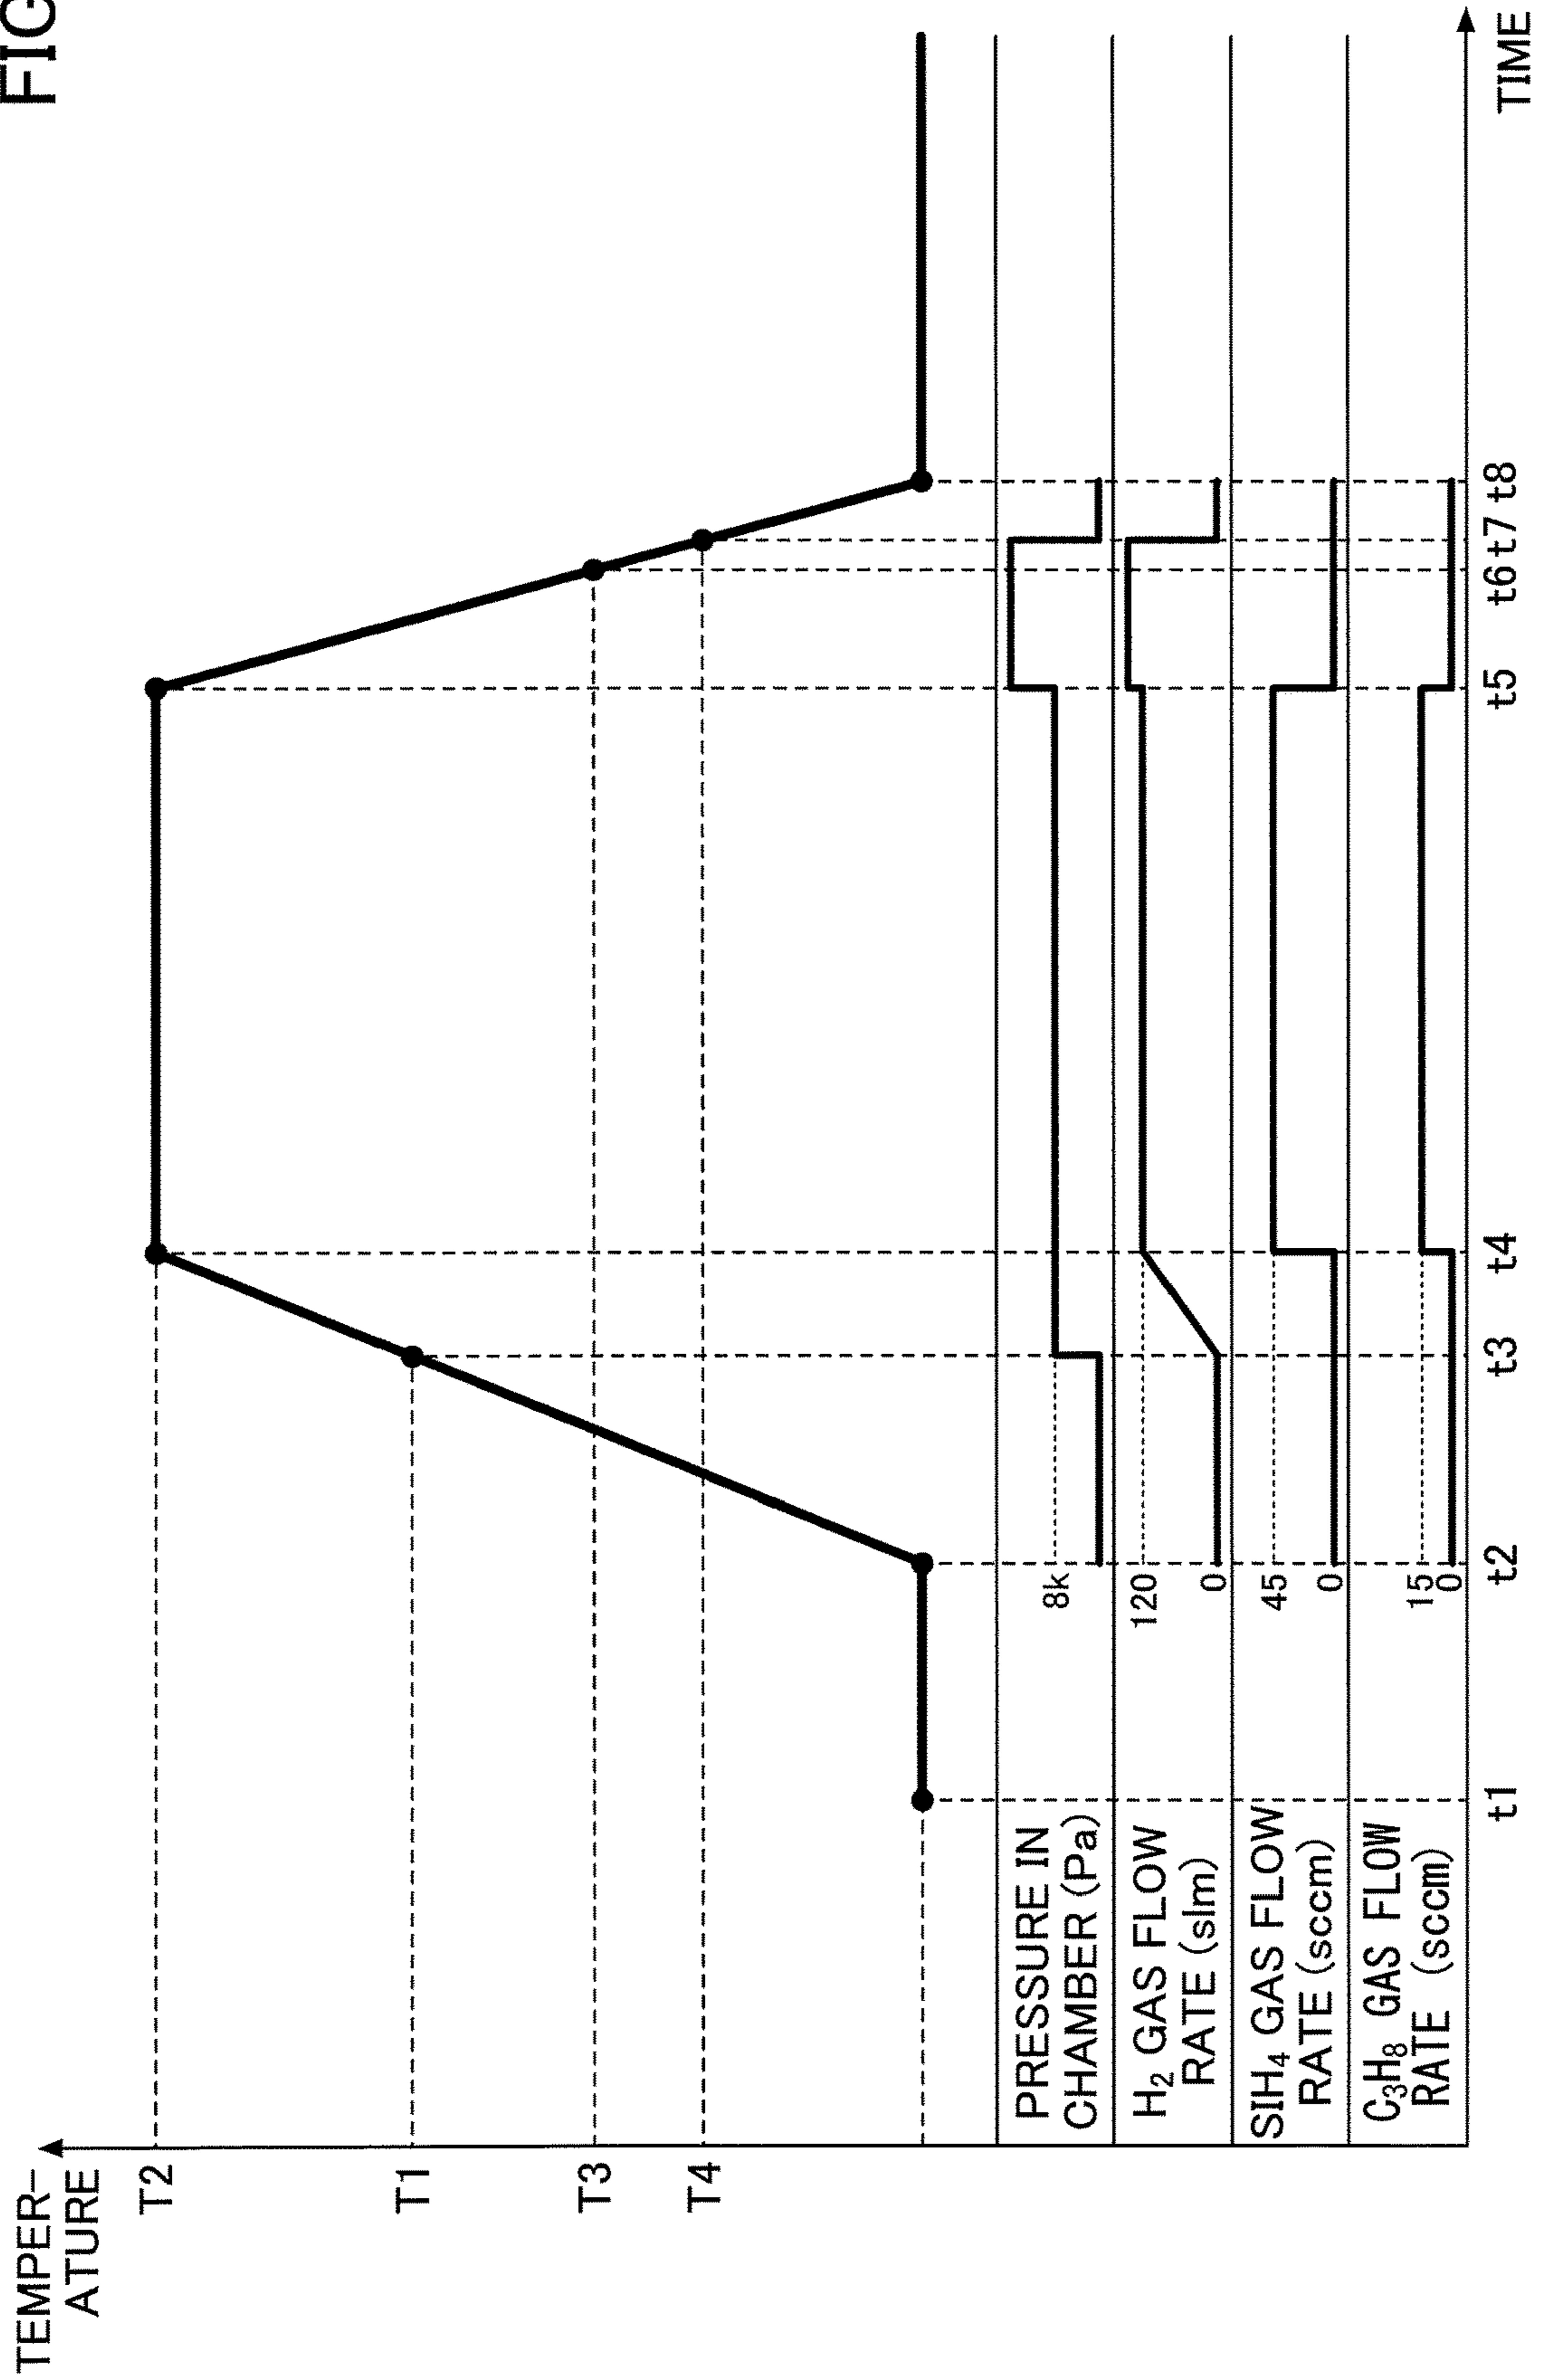 FIG
TEMPER-
ATURE
T2
T1
T3
T4
PRESSURE IN
CHAMBER (Pa)
8k
H₂ GAS FLOW
RATE (slm)
120
0
SIH₄ GAS FLOW
RATE (sccm)
45
0
C₃H₈ GAS FLOW
RATE (sccm)
15
0
t1 t2 t3 t4 t5 t6 t7 t8
TIME